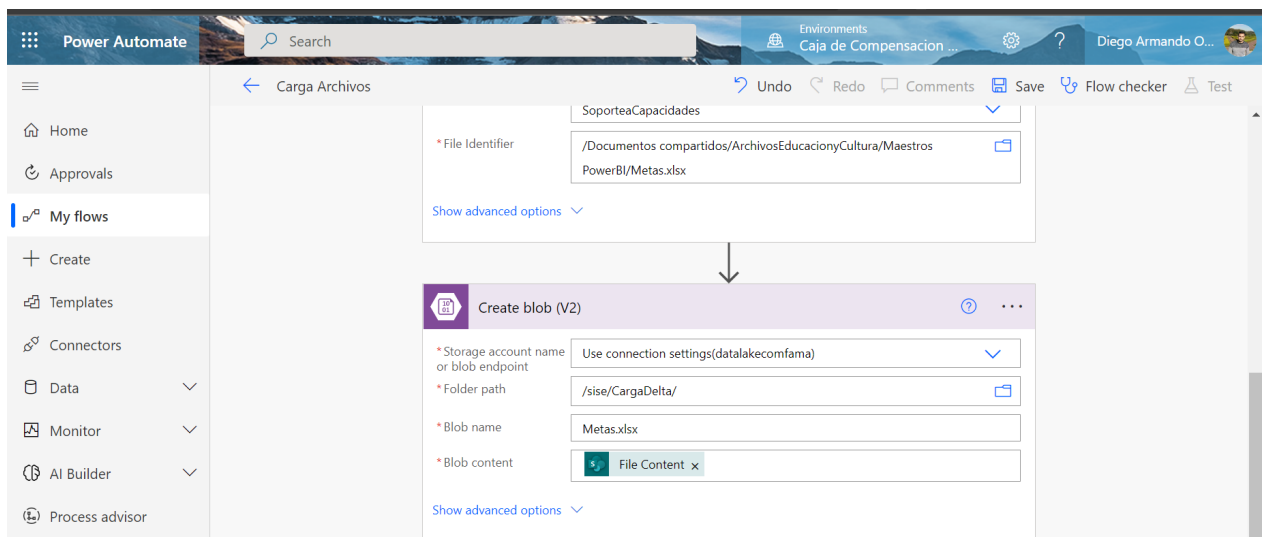 Power Automate
Search
Environments
Caja de Compensacion ...
?
Diego Armando O...
Carga Archivos
Undo
Redo
Comments
Save
Flow checker
Test
Home
Approvals
My flows
Create
Templates
Connectors
Data
Monitor
AI Builder
Process advisor
SoporteaCapacidades
*File Identifier
/Documentos compartidos/ArchivosEducacionyCultura/Maestros
PowerBI/Metas.xlsx
Show advanced options
Create blob (V2)
? ...
*Storage account name
or blob endpoint
Use connection settings(datalakecomfama)
*Folder path
/sise/CargaDelta/
*Blob name
Metas.xlsx
*Blob content
File Content ×
Show advanced options